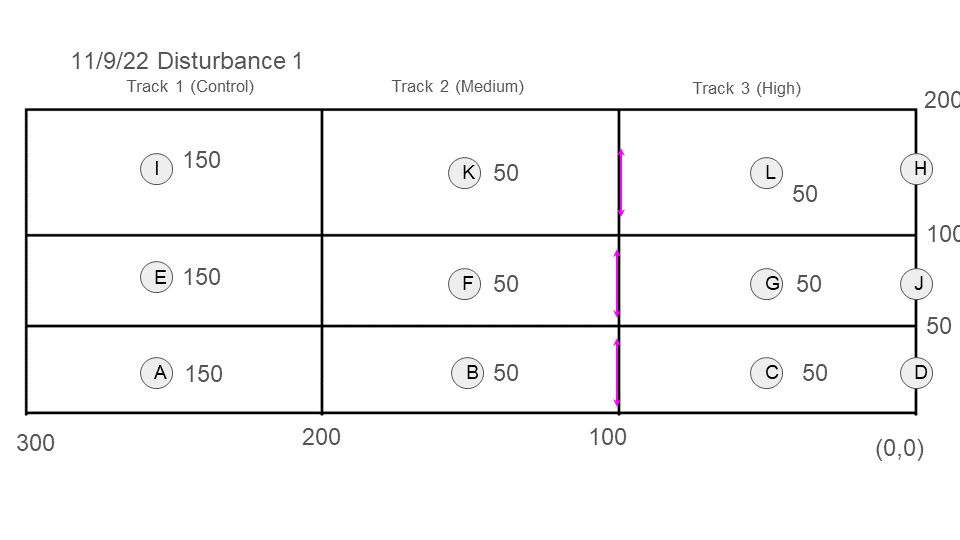 11/9/22 Disturbance 1
Track 1 (Control)
Track 2 (Medium)
Track 3 (High)
200
I 150
K 50
L
50
H
100
E 150
F 50
G 50
J
50
A 150
B 50
C 50
D
300
200
100
(0,0)